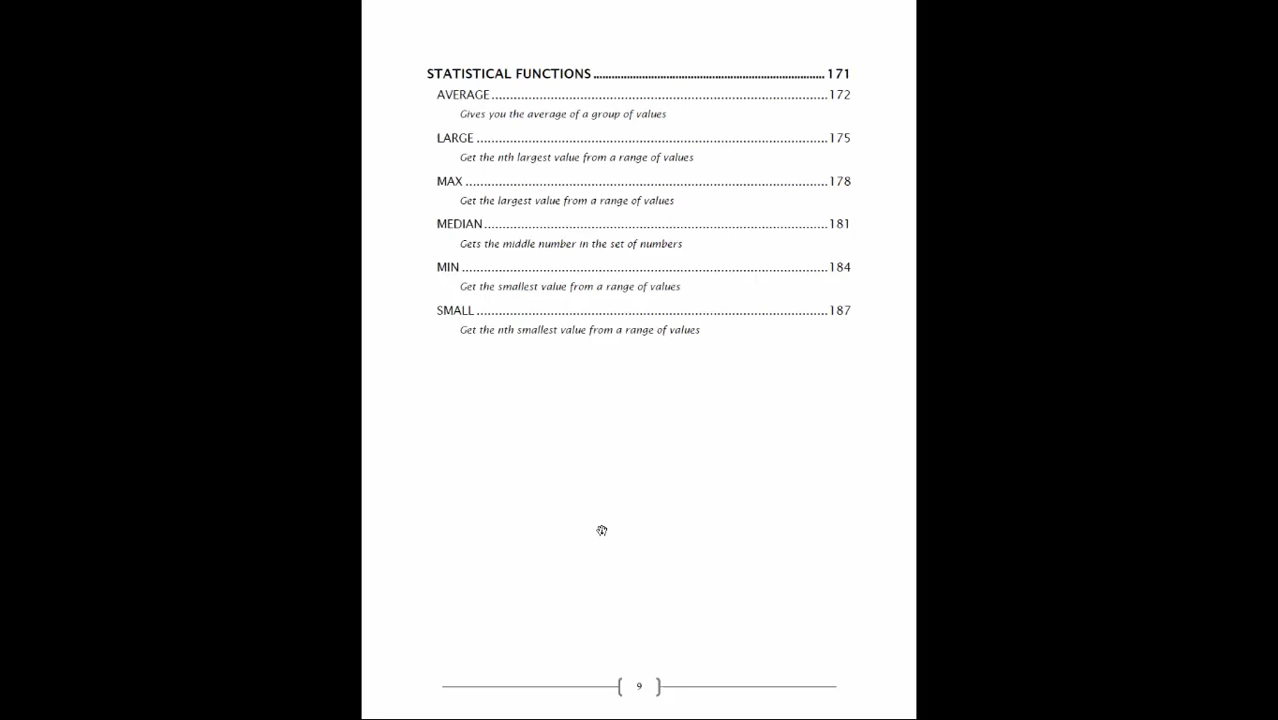 STATISTICAL FUNCTIONS ............................................................................ 171
AVERAGE ............................................................................ 172
Gives you the average of a group of values
LARGE ............................................................................ 175
Get the nth largest value from a range of values
MAX ............................................................................ 178
Get the largest value from a range of values
MEDIAN ............................................................................ 181
Gets the middle number in the set of numbers
MIN ............................................................................ 184
Get the smallest value from a range of values
SMALL ............................................................................ 187
Get the nth smallest value from a range of values
9